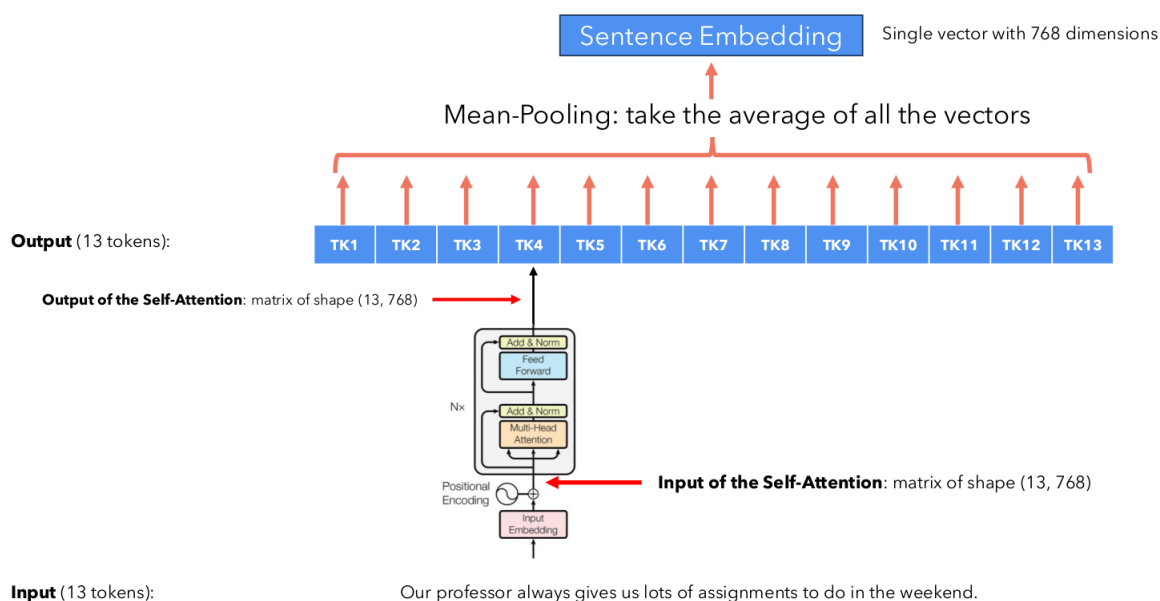 Sentence Embedding
Single vector with 768 dimensions
Mean-Pooling: take the average of all the vectors
Output (13 tokens):
TK1 TK2 TK3 TK4 TK5 TK6 TK7 TK8 TK9 TK10 TK11 TK12 TK13
Output of the Self-Attention: matrix of shape (13, 768)
Add & Norm
Feed
Forward
Nx
Add & Norm
Multi-Head
Attention
Positional
Encoding
Input of the Self-Attention: matrix of shape (13, 768)
Input
Embedding
Input (13 tokens):
Our professor always gives us lots of assignments to do in the weekend.